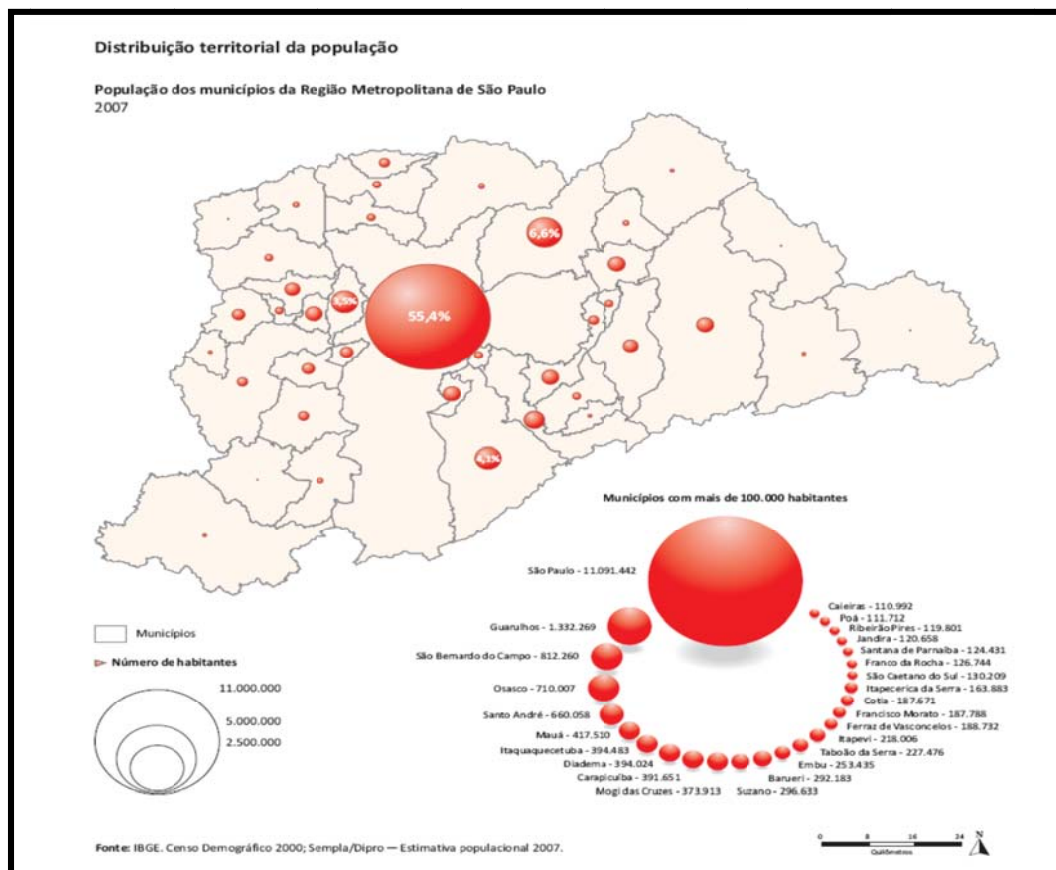 Distribuição territorial da população
População dos municípios da Região Metropolitana de São Paulo
2007
6,6%
3,5%
55,4%
4,1%
Municípios com mais de 100.000 habitantes
São Paulo - 11.091.442
Guarulhos - 1.332.269
São Bernardo do Campo - 812.260
Osasco - 710.007
Santo André - 660.058
Mauá - 417.510
Itaquaquecetuba - 394.483
Diadema - 394.024
Carapicuíba - 391.651
Mogi das Cruzes - 373.913
Suzano - 296.633
Barueri - 292.183
Embu - 253.435
Taboão da Serra - 227.476
Itapevi - 218.006
Ferraz de Vasconcelos - 188.732
Francisco Morato - 187.788
Cotia - 187.671
Itapecerica da Serra - 163.883
São Caetano do Sul - 130.209
Franco da Rocha - 126.744
Santana de Parnaíba - 124.431
Jandira - 120.658
Ribeirão Pires - 119.801
Poá - 111.712
Caieiras - 110.992
Municípios
Número de habitantes
11.000.000
5.000.000
2.500.000
Fonte: IBGE. Censo Demográfico 2000; Sempla/Dipro — Estimativa populacional 2007.
0 8 16 24
Quilômetros
N